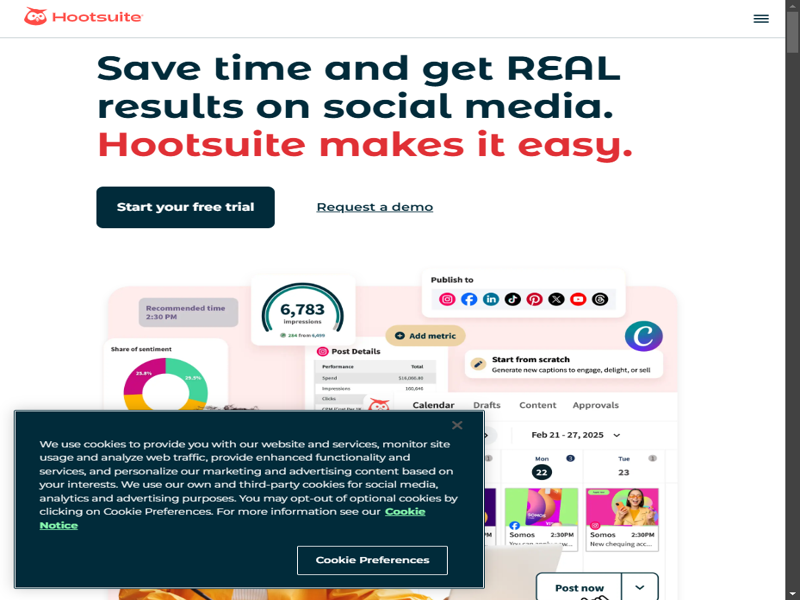 Hootsuite
Save time and get REAL
results on social media.
Hootsuite makes it easy.
Start your free trial
Request a demo
Recommended time
2:30 PM
6,783
impressions
Publish to
Add metric
Share of sentiment
25.8%
29.5%
Post Details
Performance Total
Spend
Impressions
Clicks
Start from scratch
Generate new captions to engage, delight, or sell
Calendar Drafts Content Approvals
Feb 21 - 27, 2025
Mon
22
Tue
23
Somos 2:30PM
Somos 2:30PM
New chequing acc...
Post now
We use cookies to provide you with our website and services, monitor site
usage and analyze web traffic, provide enhanced functionality and
services, and personalize our marketing and advertising content based on
your interests. We use our own and third-party cookies for social media,
analytics and advertising purposes. You may opt-out of optional cookies by
clicking on Cookie Preferences. For more information see our Cookie
Notice
Cookie Preferences